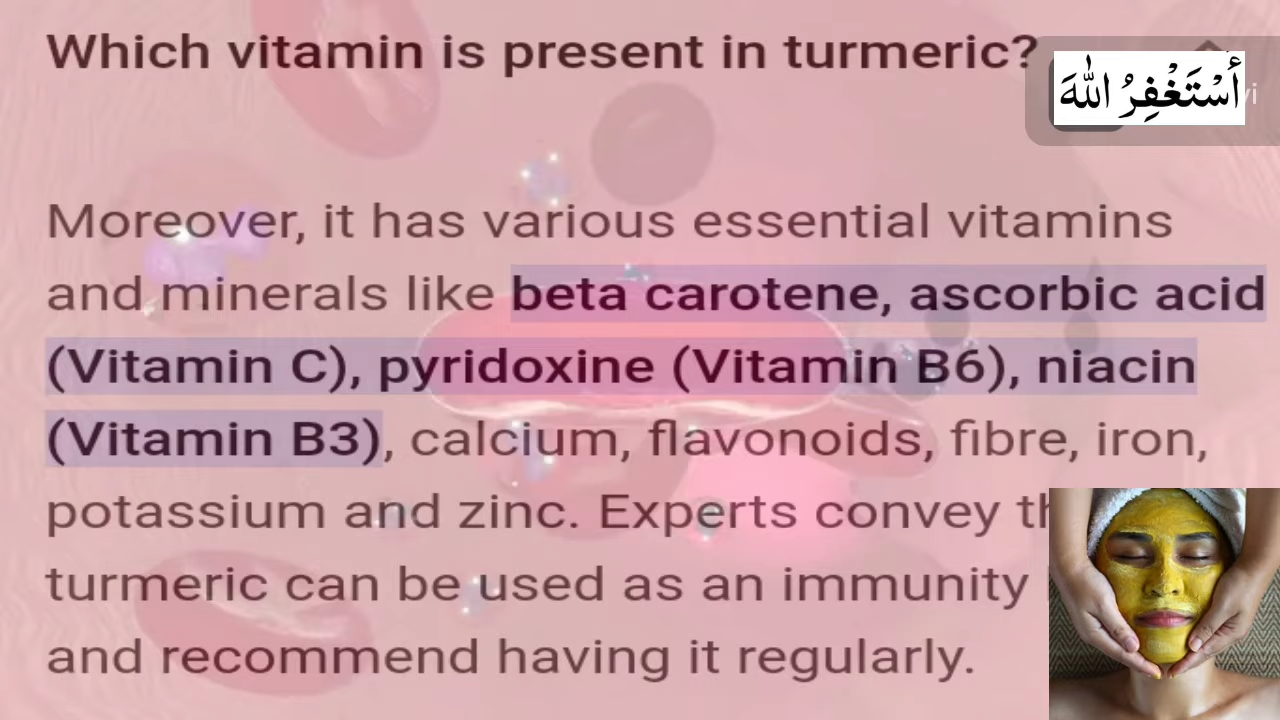 Which vitamin is present in turmeric?
أَسْتَغْفِرُ اللّٰهَ
Moreover, it has various essential vitamins
and minerals like beta carotene, ascorbic acid
(Vitamin C), pyridoxine (Vitamin B6), niacin
(Vitamin B3), calcium, flavonoids, fibre, iron,
potassium and zinc. Experts convey
turmeric can be used as an immunity
and recommend having it regularly.